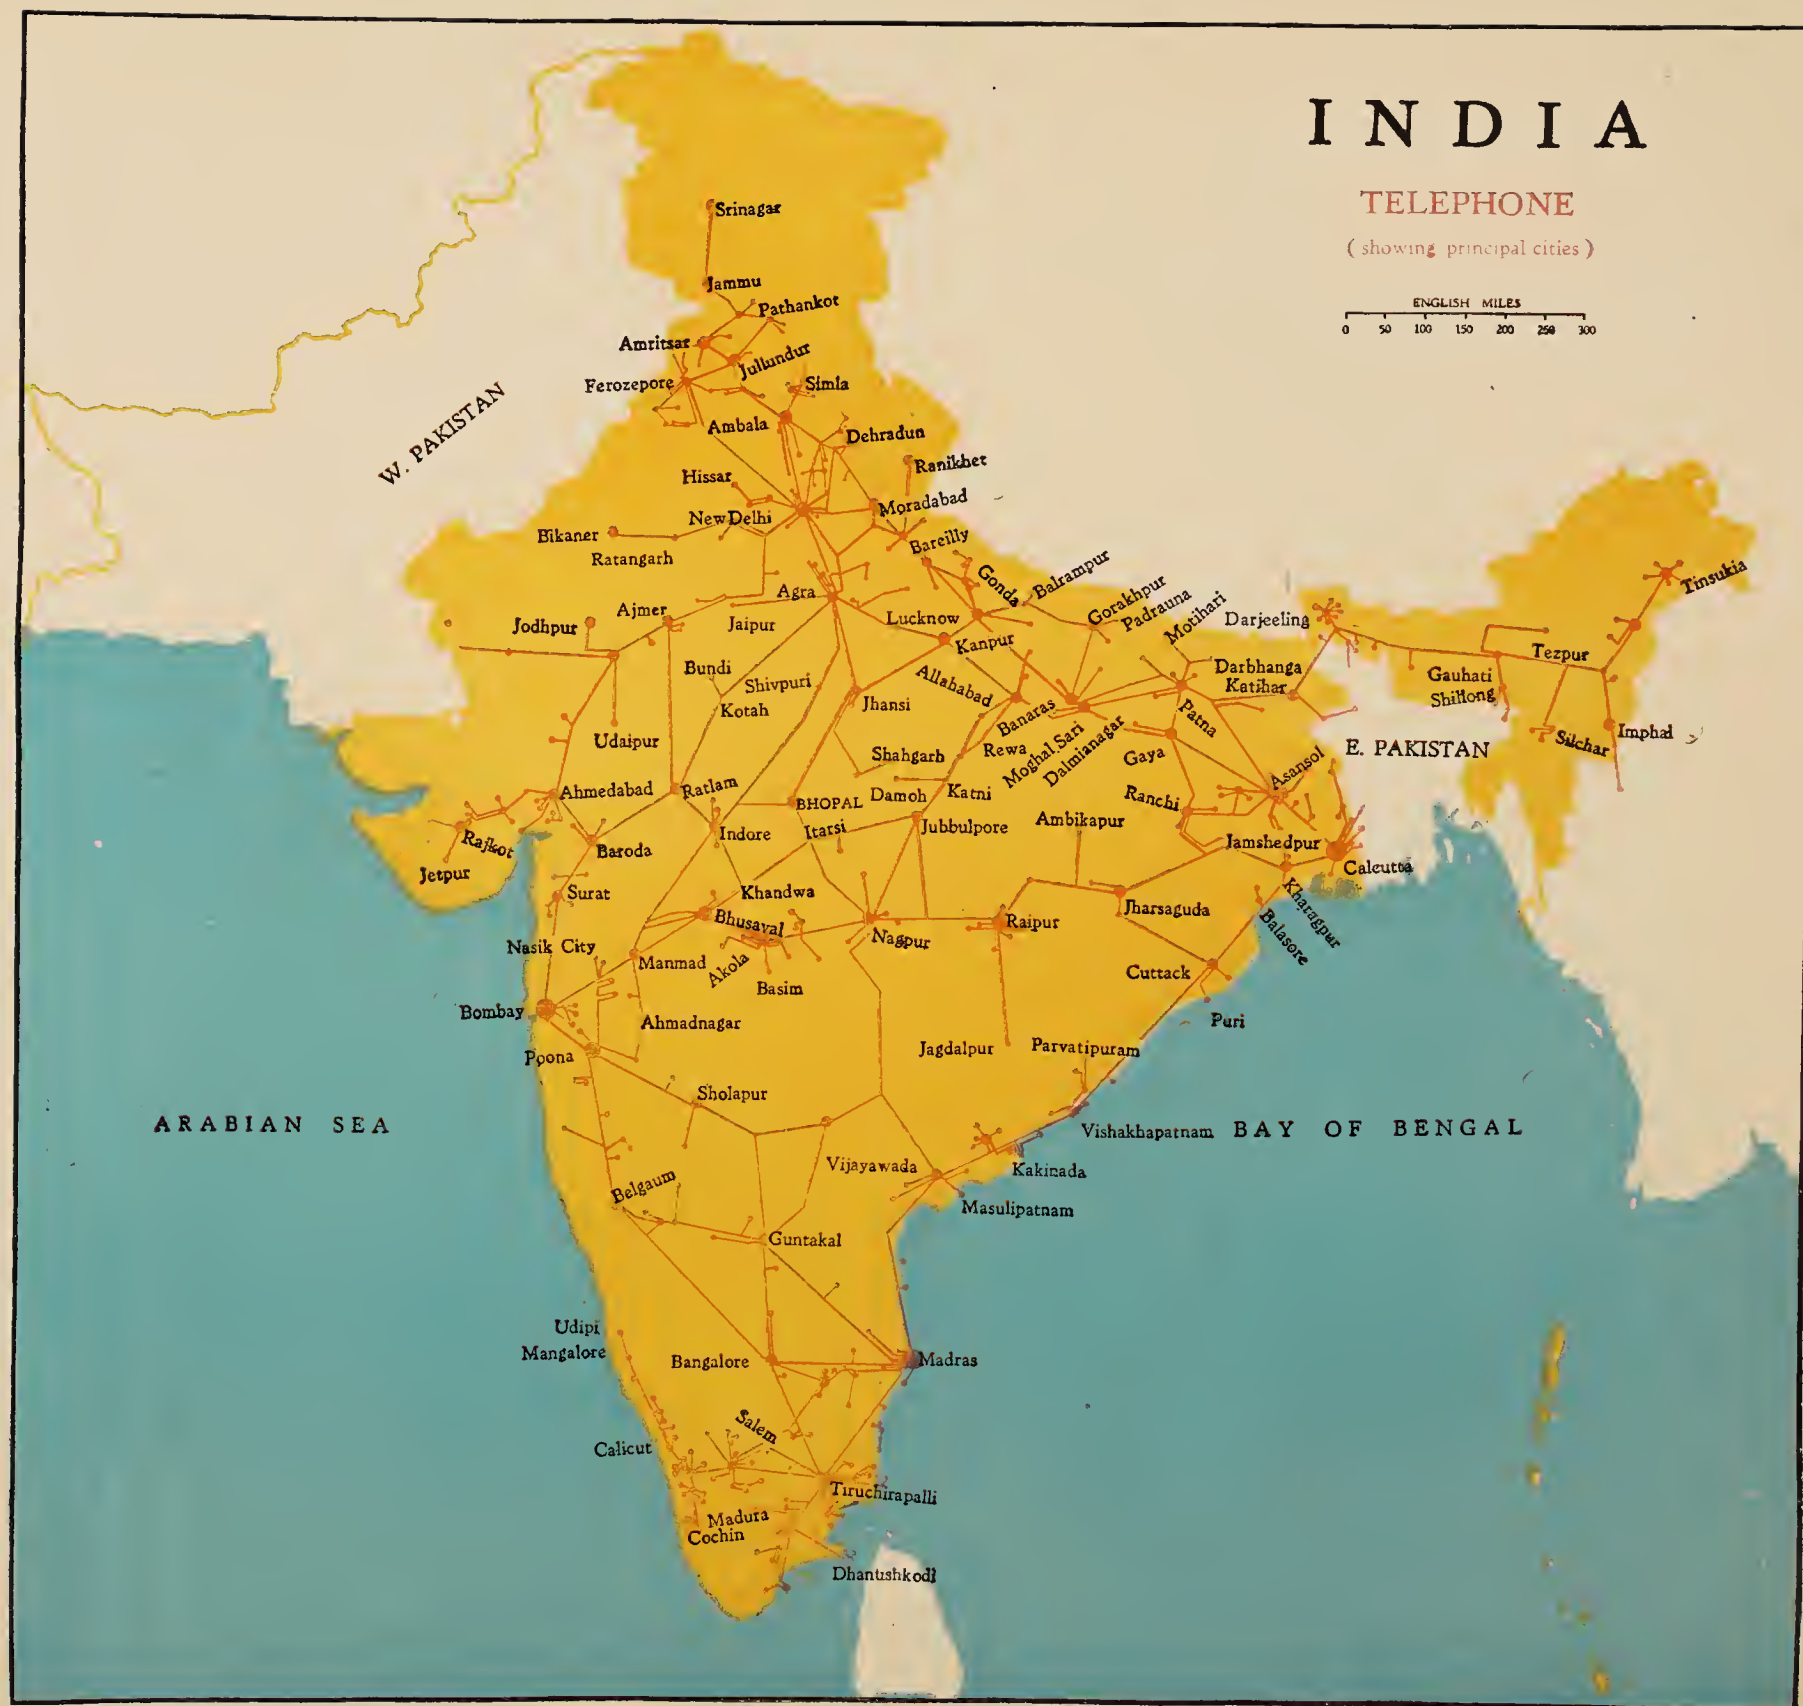 INDIA
TELEPHONE
( showing principal cities )
ENGLISH MILES
0 50 100 150 200 250 300
Srinagar
Jammu
Pathankot
Amritsar
Jullundur
Ferozepore
Simla
W. PAKISTAN
Ambala
Dehradun
Ranikhet
Hissar
Moradabad
New Delhi
Bikaner
Bareilly
Ratangarh
Gonda
Balrampur
Tinsukia
Agra
Gorakhpur
Padrauna
Ajmer
Lucknow
Motihari
Darjeeling
Jodhpur
Jaipur
Kanpur
Tezpur
Bundi
Shivpuri
Allahabad
Darbhanga
Katihar
Gauhati
Shillong
Kotah
Jhansi
Banaras
Patna
Udaipur
Rewa
Moghal Sari
Dalmianagar
Gaya
E. PAKISTAN
Silchar
Imphal
Shahgarh
Asansol
Ahmedabad
Ratlam
BHOPAL
Damoh
Katni
Ranchi
Rajkot
Indore
Itarsi
Jubbulpore
Ambikapur
Jamshedpur
Baroda
Calcutta
Jetpur
Surat
Khandwa
Bhusaval
Jharsaguda
Kharagpur
Balasore
Raipur
Nagpur
Nasik City
Manmad
Akola
Basim
Cuttack
Bombay
Ahmadnagar
Puri
Poona
Jagdalpur
Parvatipuram
Sholapur
ARABIAN SEA
Vishakhapatnam
BAY OF BENGAL
Vijayawada
Kakinada
Belgaum
Masulipatnam
Guntakal
Udipi
Mangalore
Bangalore
Madras
Salem
Calicut
Tiruchirapalli
Madura
Cochin
Dhanushkodi